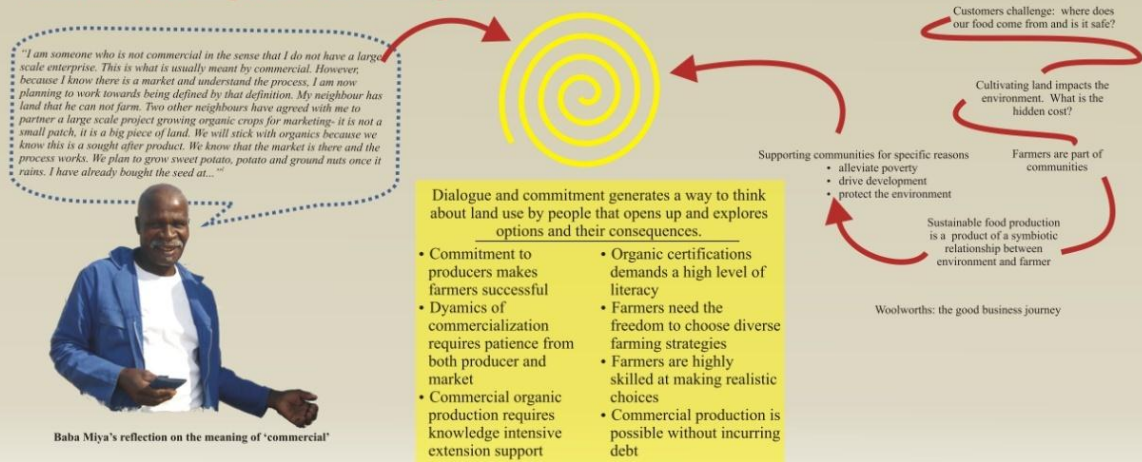 "I am someone who is not commercial in the sense that I do not have a large
scale enterprise. This is what is usually meant by commercial. However,
because I know there is a market and understand the process, I am now
planning to work towards being defined by that definition. My neighbour has
land that he can not farm. Two other neighbours have agreed with me to
partner a large scale project growing organic crops for marketing- it is not a
small patch, it is a big piece of land. We will stick with organics because we
know this is a sought after product. We know that the market is there and the
process works. We plan to grow sweet potato, potato and ground nuts once it
rains. I have already bought the seed at..."
Baba Miya's reflection on the meaning of 'commercial'
Dialogue and commitment generates a way to think
about land use by people that opens up and explores
options and their consequences.
• Commitment to
producers makes
farmers successful
• Dyamics of
commercialization
requires patience from
both producer and
market
• Commercial organic
production requires
knowledge intensive
extension support
• Organic certifications
demands a high level of
literacy
• Farmers need the
freedom to choose diverse
farming strategies
• Farmers are highly
skilled at making realistic
choices
• Commercial production is
possible without incurring
debt
Customers challenge: where does
our food come from and is it safe?
Cultivating land impacts the
environment. What is the
hidden cost?
Farmers are part of
communities
Sustainable food production
is a product of a symbiotic
relationship between
environment and farmer
Supporting communities for specific reasons
• alleviate poverty
• drive development
• protect the environment
Woolworths: the good business journey